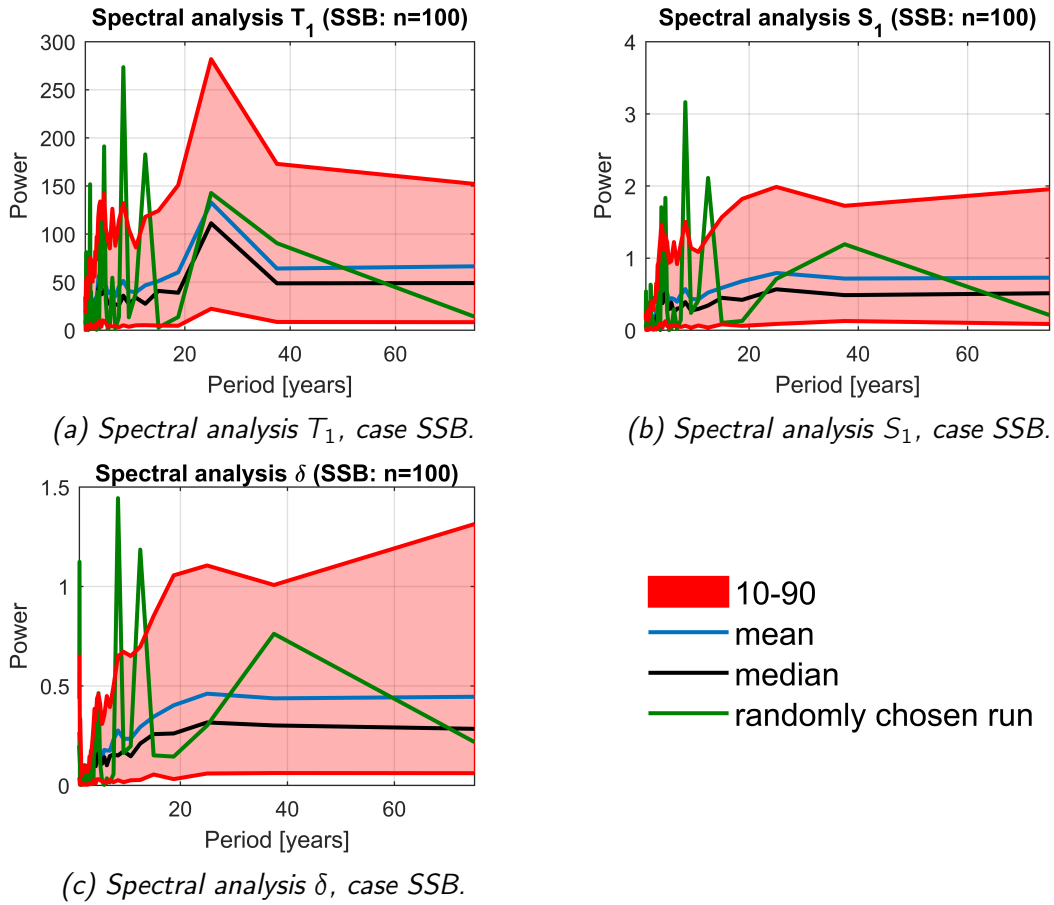 Spectral analysis T₁ (SSB: n=100)
300
250
200
150
100
50
0
20
40
60
Power
Period [years]
(a) Spectral analysis T₁, case SSB.
Spectral analysis S₁ (SSB: n=100)
4
3
2
1
0
20
40
60
Power
Period [years]
(b) Spectral analysis S₁, case SSB.
Spectral analysis δ (SSB: n=100)
1.5
1
0.5
0
20
40
60
Power
Period [years]
(c) Spectral analysis δ, case SSB.
10-90
mean
median
randomly chosen run